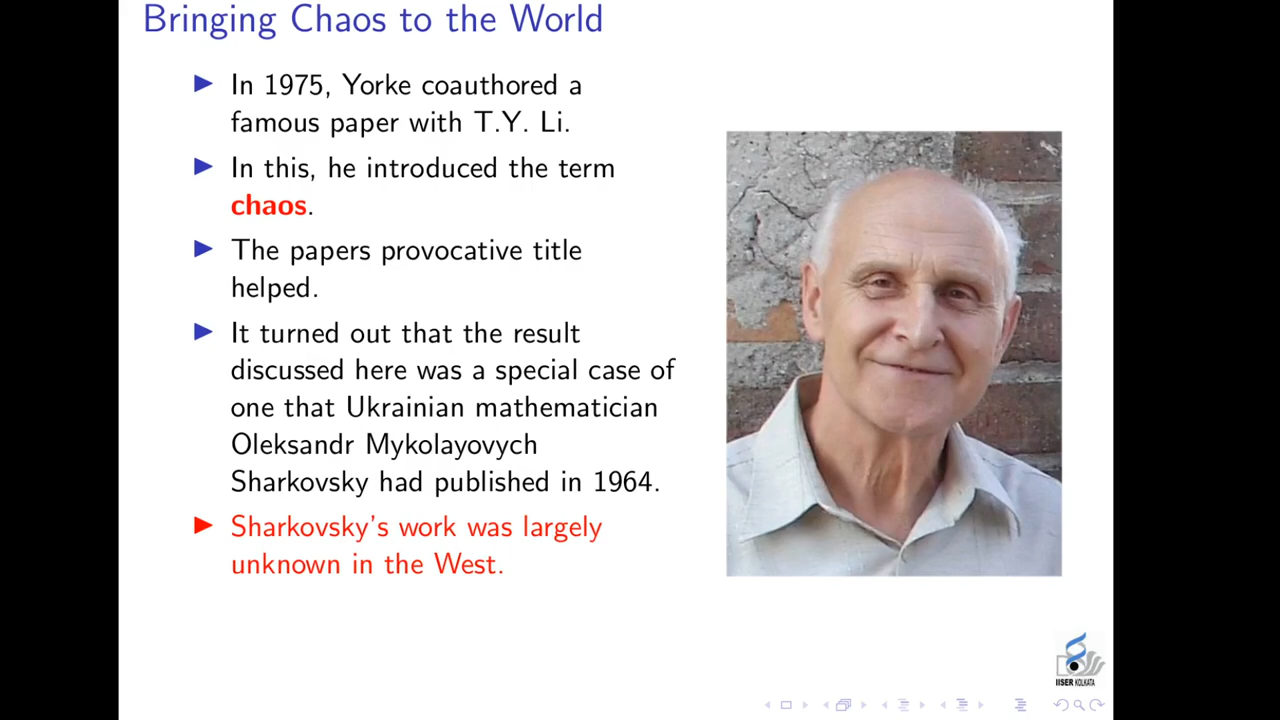 Bringing Chaos to the World
In 1975, Yorke coauthored a
famous paper with T.Y. Li.
In this, he introduced the term
chaos.
The papers provocative title
helped.
It turned out that the result
discussed here was a special case of
one that Ukrainian mathematician
Oleksandr Mykolayovych
Sharkovsky had published in 1964.
Sharkovsky's work was largely
unknown in the West.
IISER KOLKATA